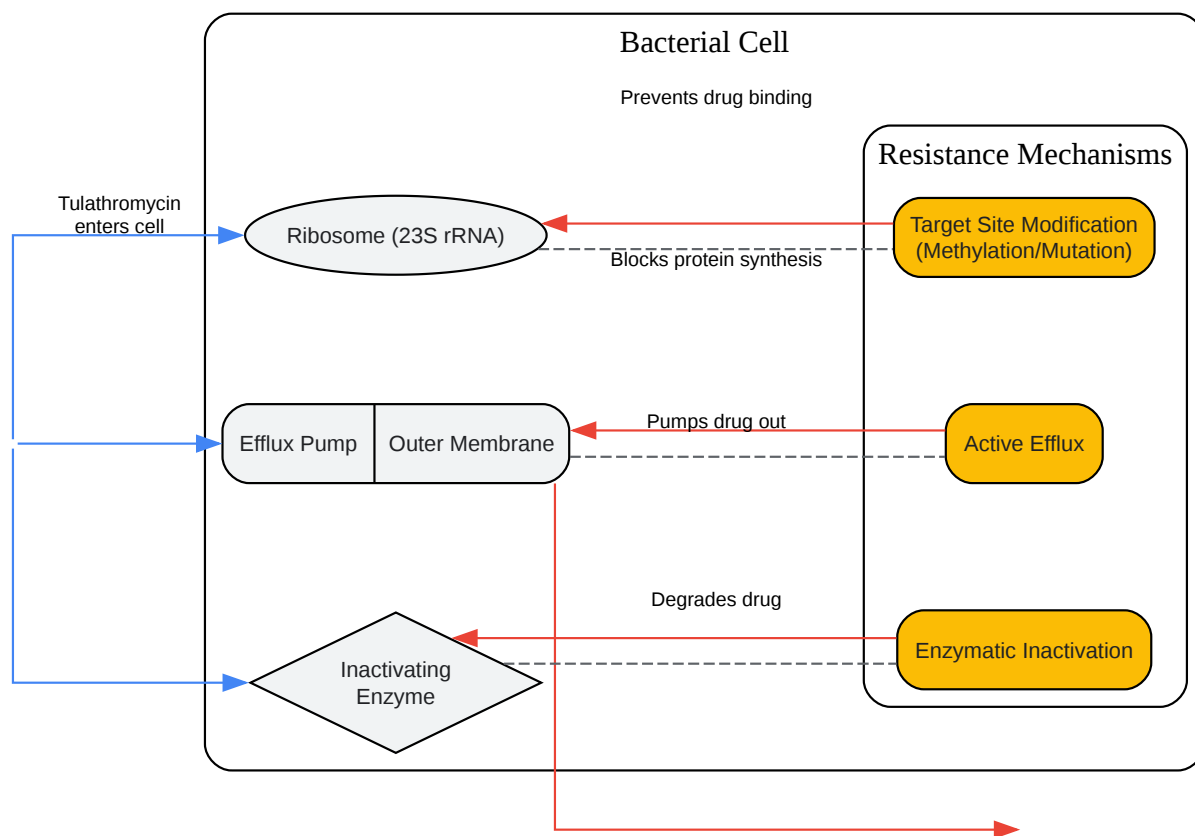 Bacterial Cell
Prevents drug binding
Resistance Mechanisms
Tulathromycin
enters cell
Ribosome (23S rRNA)
Target Site Modification
(Methylation/Mutation)
Blocks protein synthesis
Efflux Pump
Outer Membrane
Pumps drug out
Active Efflux
Degrades drug
Inactivating
Enzyme
Enzymatic Inactivation